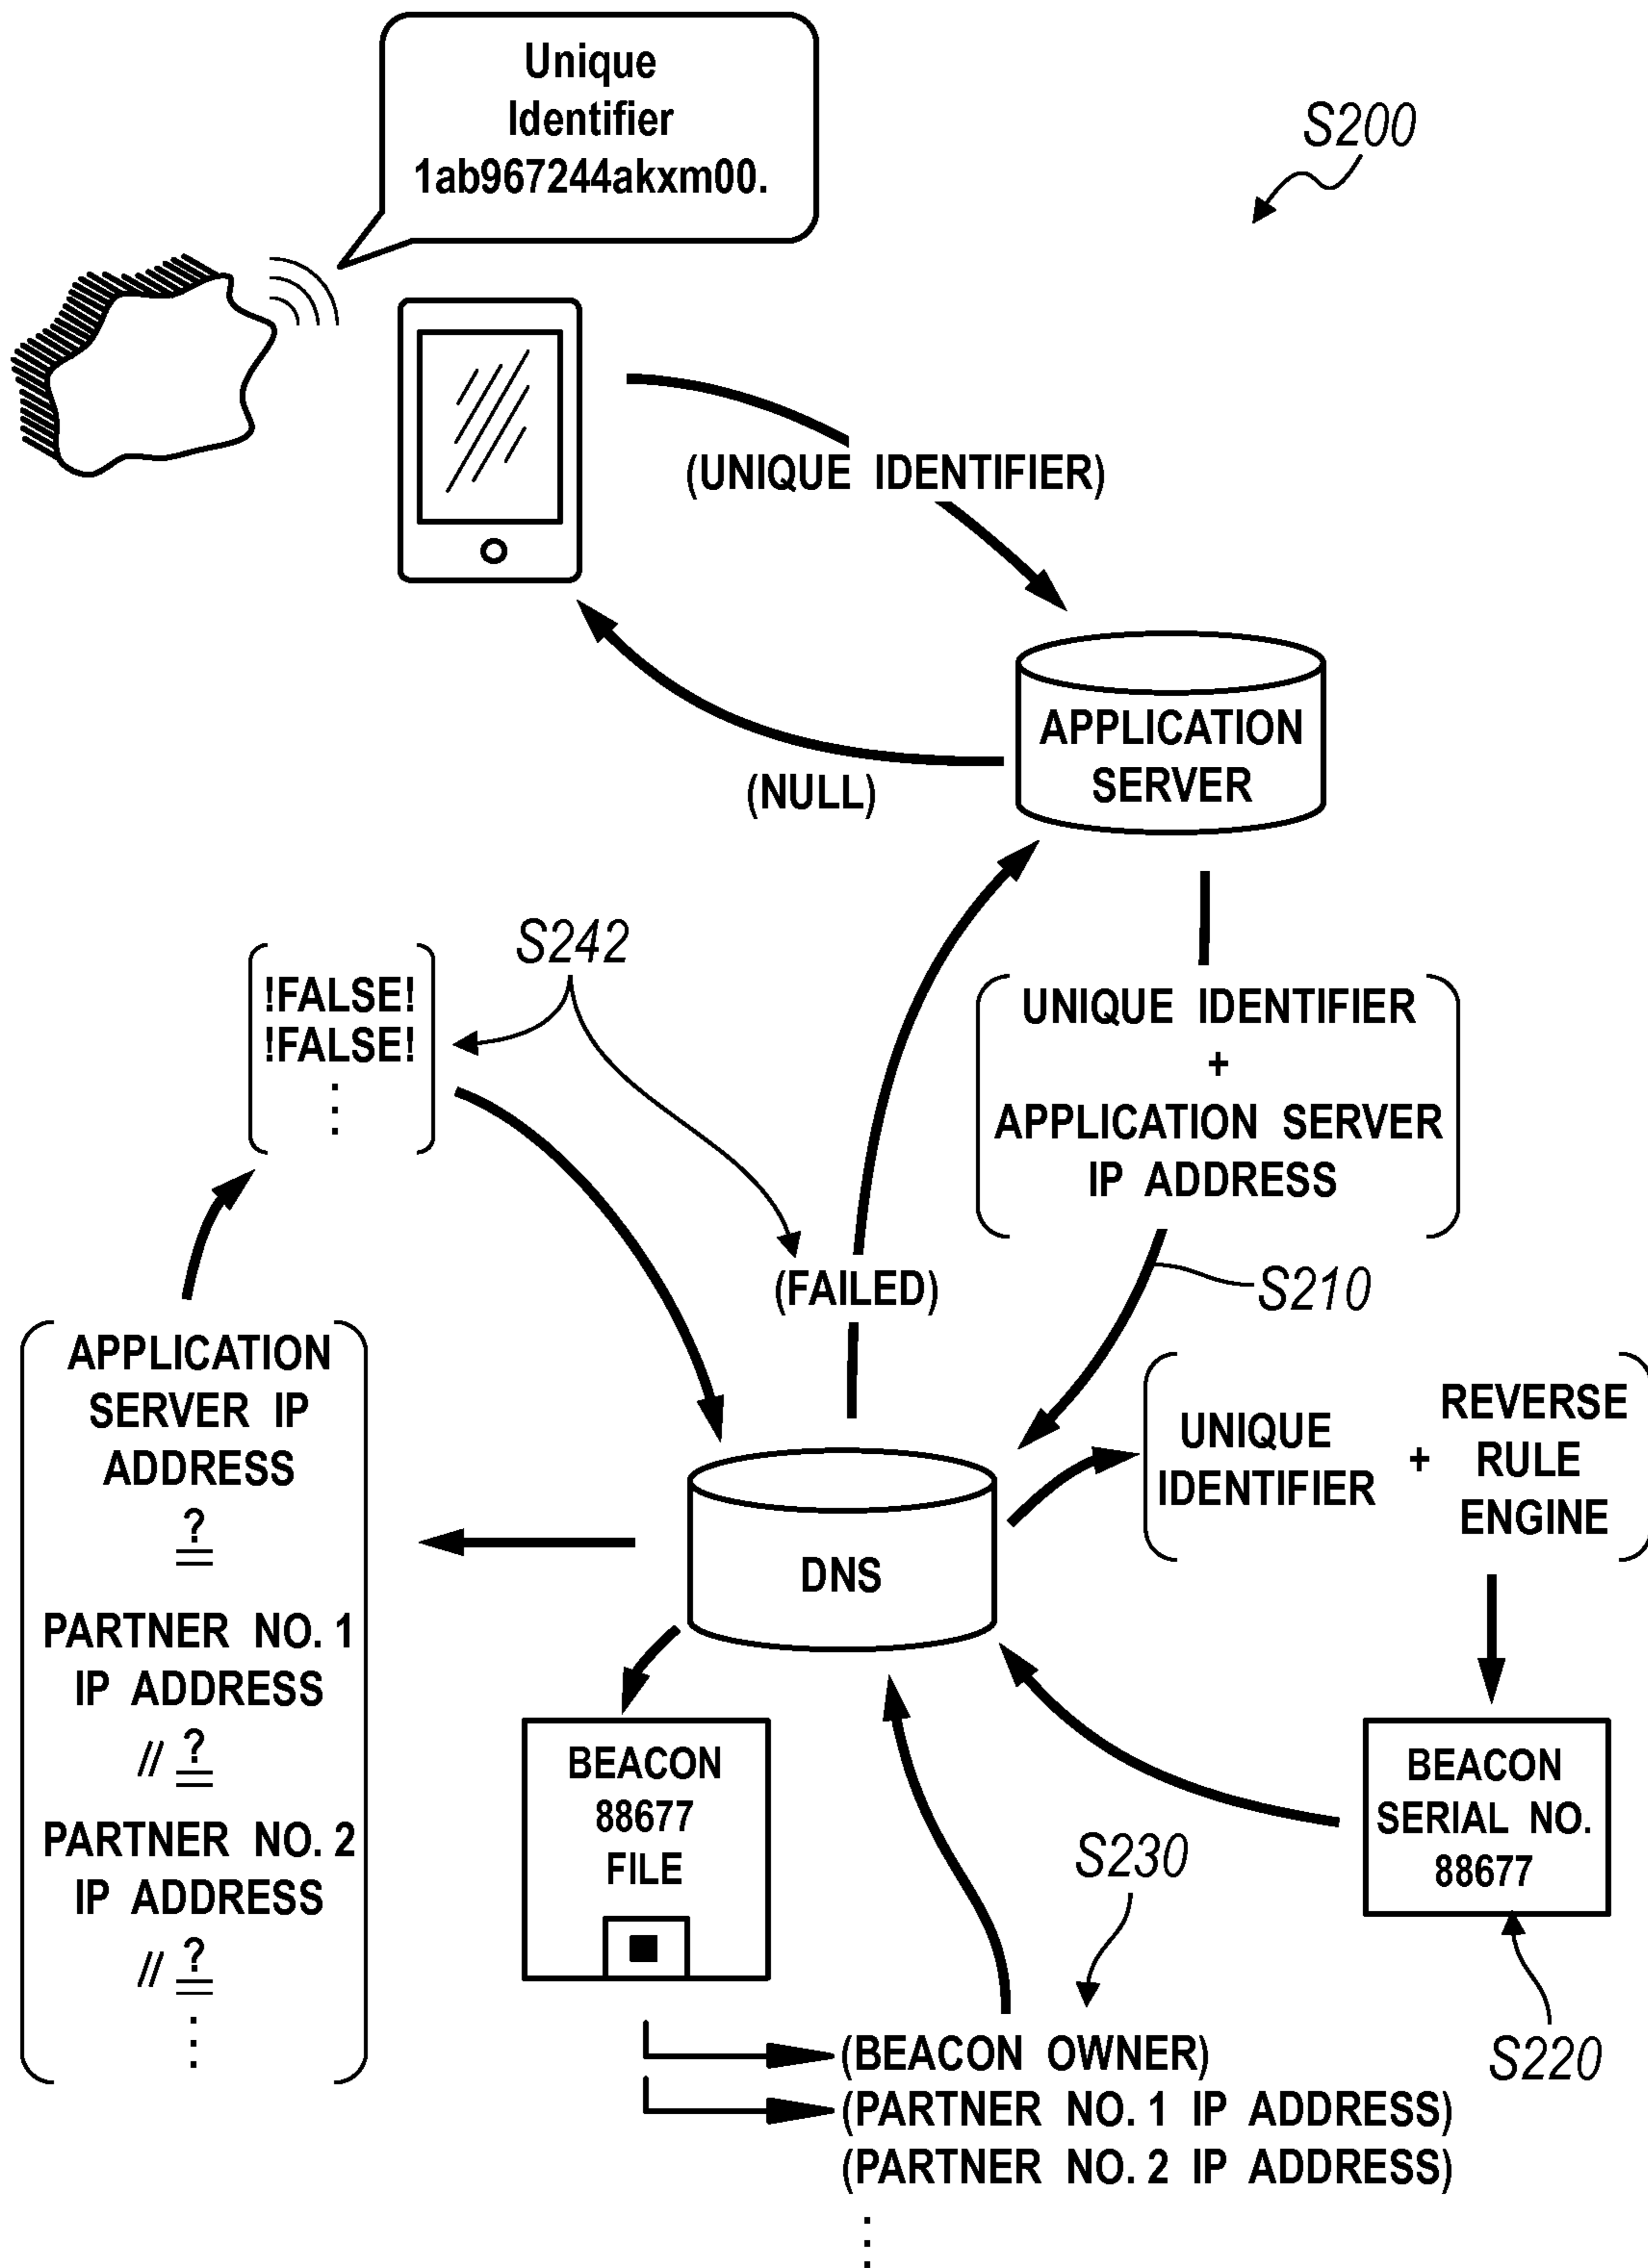 Unique
Identifier
1ab967244akxm00.
S200
(UNIQUE IDENTIFIER)
APPLICATION
SERVER
(NULL)
S242
!FALSE!
!FALSE!
⋮
UNIQUE IDENTIFIER
+
APPLICATION SERVER
IP ADDRESS
(FAILED)
S210
APPLICATION
SERVER IP
ADDRESS
?
=
PARTNER NO. 1
IP ADDRESS
// ?
=
PARTNER NO. 2
IP ADDRESS
// ?
=
⋮
UNIQUE
IDENTIFIER
+
REVERSE
RULE
ENGINE
DNS
BEACON
88677
FILE
BEACON
SERIAL NO.
88677
S230
S220
(BEACON OWNER)
(PARTNER NO. 1 IP ADDRESS)
(PARTNER NO. 2 IP ADDRESS)
⋮